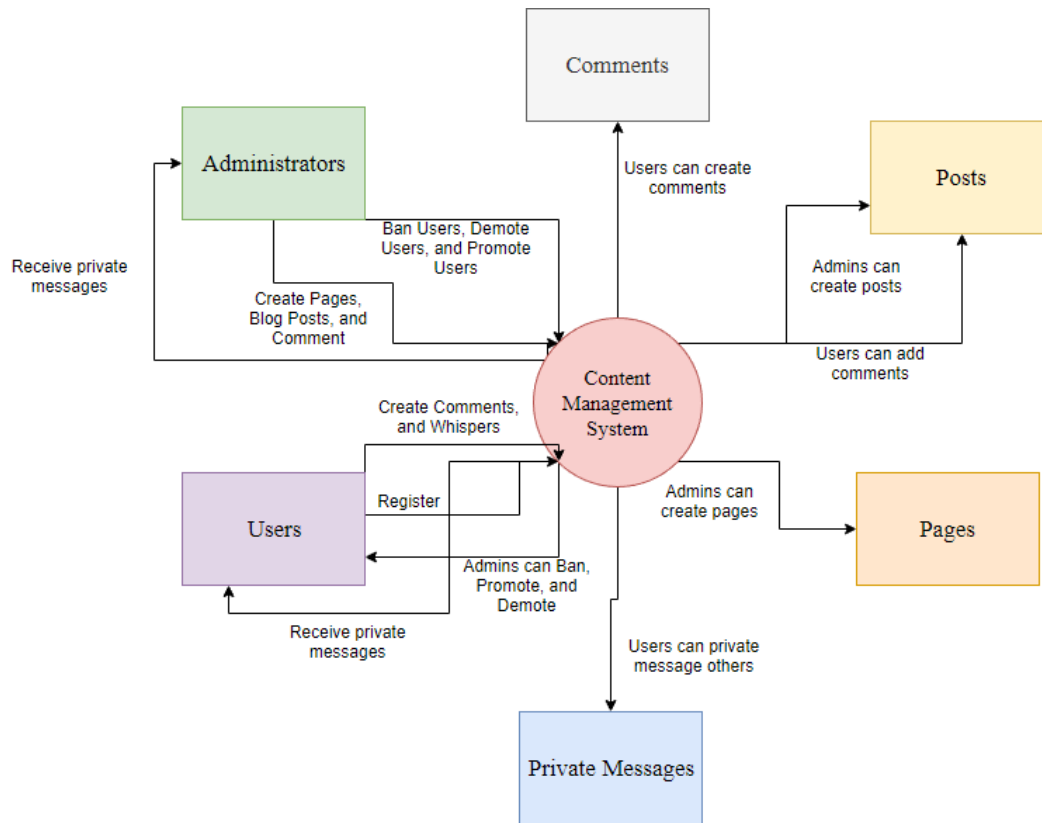 Comments
Administrators
Posts
Users can create
comments
Ban Users, Demote
Users, and Promote
Users
Receive private
messages
Admins can
create posts
Create Pages,
Blog Posts, and
Comment
Users can add
comments
Content
Management
System
Create Comments,
and Whispers
Admins can
create pages
Register
Users
Pages
Admins can Ban,
Promote, and
Demote
Receive private
messages
Users can private
message others
Private Messages